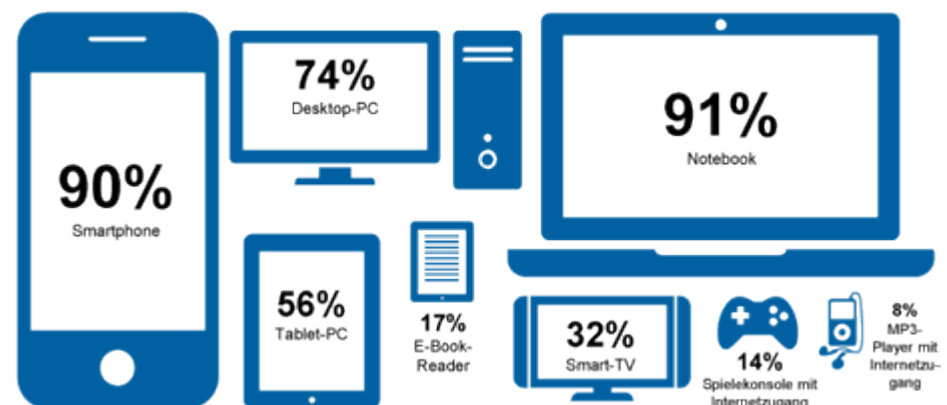 90%
Smartphone
74%
Desktop-PC
91%
Notebook
56%
Tablet-PC
17%
E-Book-
Reader
32%
Smart-TV
14%
Spielekonsole mit
Internetzugang
8%
MP3-
Player mit
Internetzu-
gang